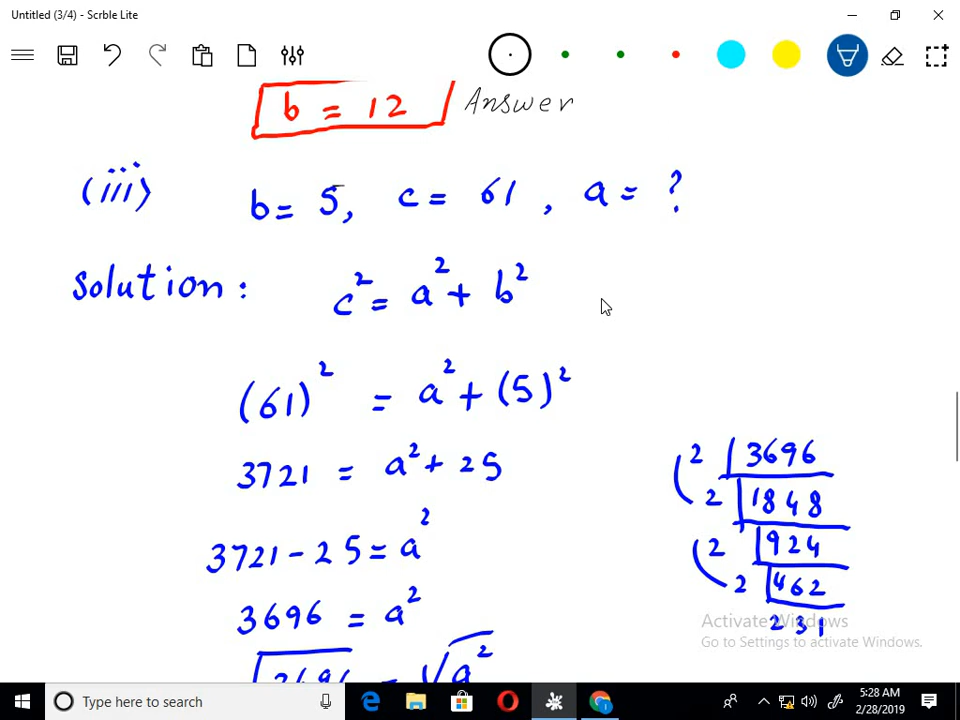 Untitled (3/4) - Scrble Lite
b = 12 Answer
(iii) b = 5, c = 61, a = ?
Solution: c² = a² + b²
(61)² = a² + (5)²
3721 = a² + 25
3721 - 25 = a²
3696 = a²
√3696 = √a²
2 3696
2 1848
2 924
2 462
231
Activate Windows
Go to Settings to activate Windows.
Type here to search
5:28 AM
2/28/2019